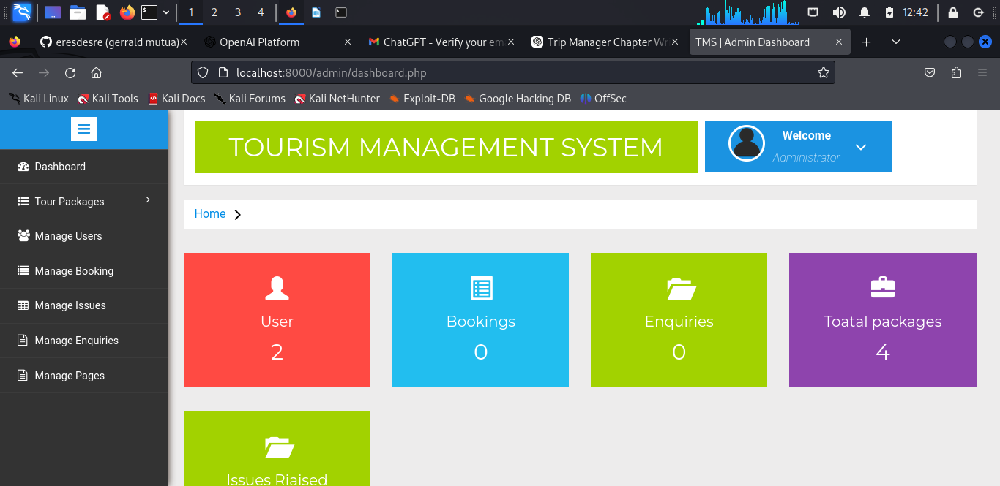 1 2 3 4 12:42
eresdesre (gerrald mutua) OpenAI Platform ChatGPT - Verify your em Trip Manager Chapter Wr TMS | Admin Dashboard
localhost:8000/admin/dashboard.php
Kali Linux Kali Tools Kali Docs Kali Forums Kali NetHunter Exploit-DB Google Hacking DB OffSec
TOURISM MANAGEMENT SYSTEM
Welcome
Administrator
Dashboard
Tour Packages
Manage Users
Manage Booking
Manage Issues
Manage Enquiries
Manage Pages
Home
User
2
Bookings
0
Enquiries
0
Toatal packages
4
Issues Riaised